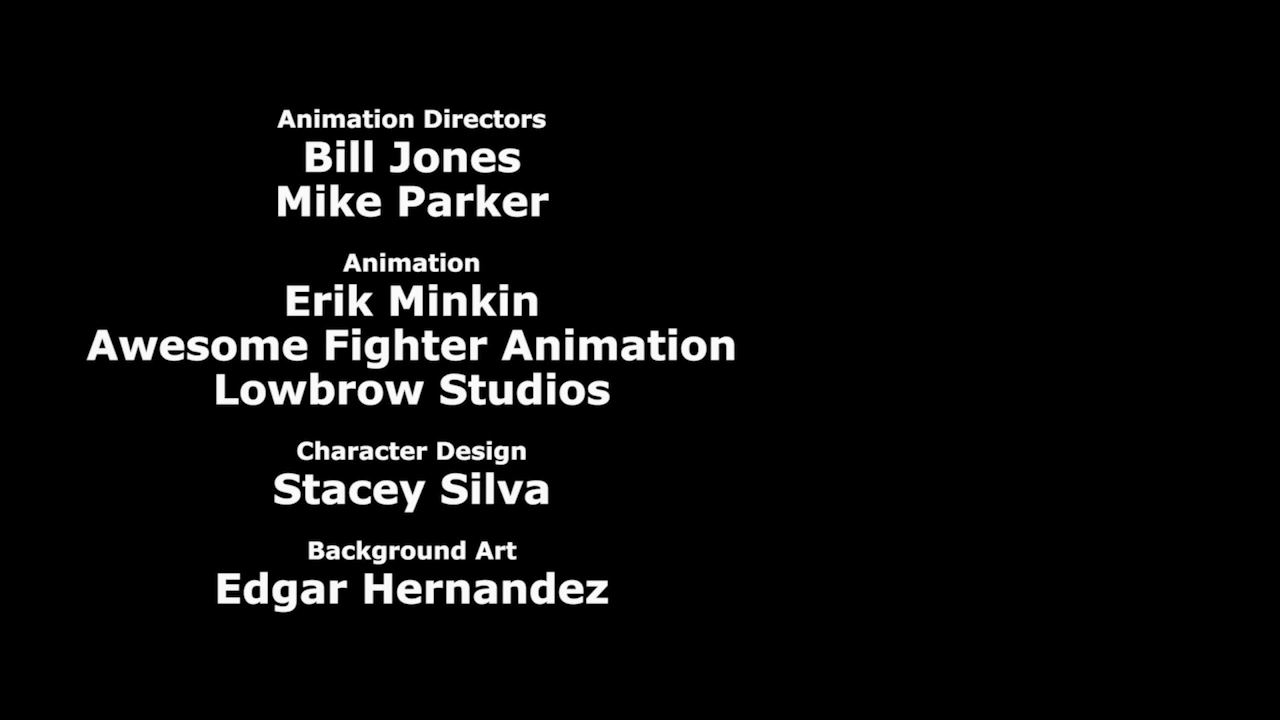 Animation Directors
Bill Jones
Mike Parker
Animation
Erik Minkin
Awesome Fighter Animation
Lowbrow Studios
Character Design
Stacey Silva
Background Art
Edgar Hernandez